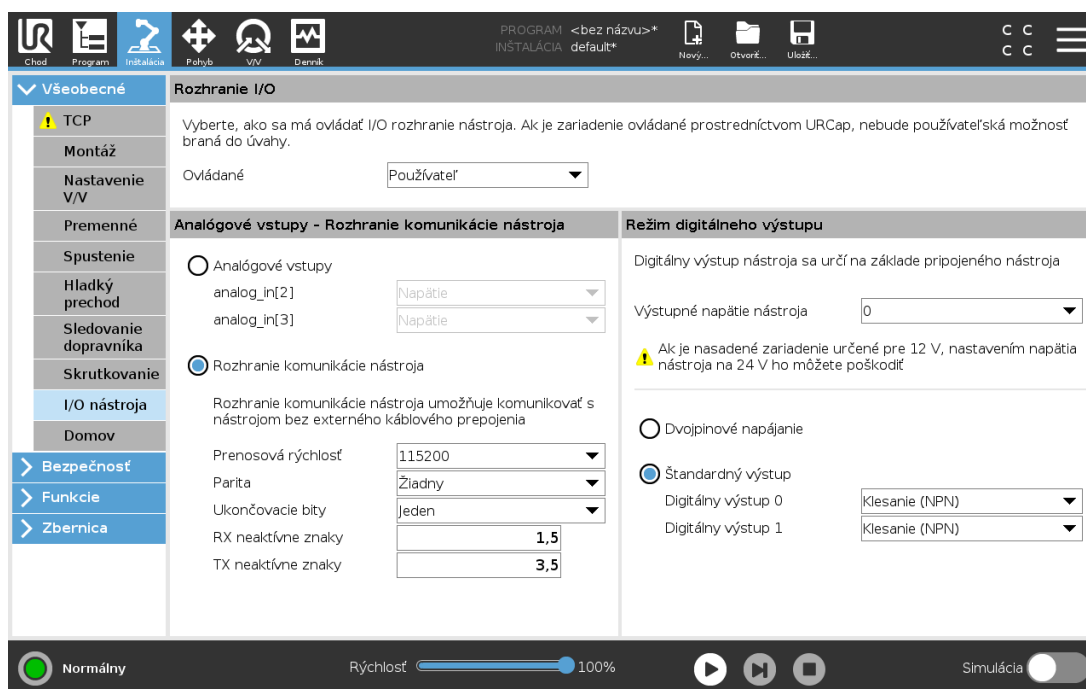 UR
PROGRAM <bez názvu>*
INŠTALÁCIA default*
C C
C C
Chod Program Inštalácia Pohyb V/V Denník Nový... Otvoriť... Uložiť...
Všeobecné
TCP
Montáž
Nastavenie
V/V
Premenné
Spustenie
Hladký
prechod
Sledovanie
dopravníka
Skrutkovanie
I/O nástroja
Domov
Bezpečnosť
Funkcie
Zbernica
Rozhranie I/O
Vyberte, ako sa má ovládať I/O rozhranie nástroja. Ak je zariadenie ovládané prostredníctvom URCap, nebude používateľská možnosť
braná do úvahy.
Ovládané Používateľ
Analógové vstupy - Rozhranie komunikácie nástroja
Analógové vstupy
analog_in[2] Napätie
analog_in[3] Napätie
Rozhranie komunikácie nástroja
Rozhranie komunikácie nástroja umožňuje komunikovať s
nástrojom bez externého káblového prepojenia
Prenosová rýchlosť 115200
Parita Žiadny
Ukončovacie bity Jeden
RX neaktívne znaky 1,5
TX neaktívne znaky 3,5
Režim digitálneho výstupu
Digitálny výstup nástroja sa určí na základe pripojeného nástroja
Výstupné napätie nástroja 0
Ak je nasadené zariadenie určené pre 12 V, nastavením napätia
nástroja na 24 V ho môžete poškodiť
Dvojpinové napájanie
Štandardný výstup
Digitálny výstup 0 Klesanie (NPN)
Digitálny výstup 1 Klesanie (NPN)
Normálny
Rýchlosť 100%
Simulácia